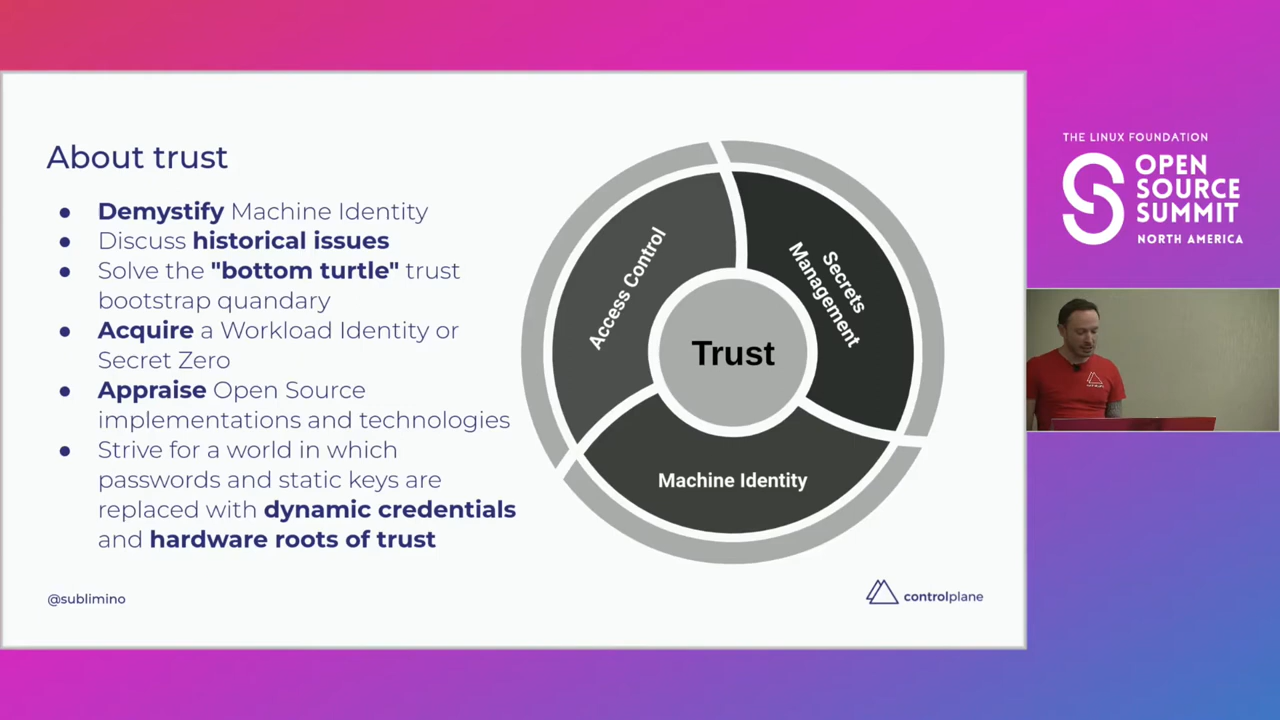 About trust
● Demystify Machine Identity
● Discuss historical issues
● Solve the "bottom turtle" trust
bootstrap quandary
● Acquire a Workload Identity or
Secret Zero
● Appraise Open Source
implementations and technologies
● Strive for a world in which
passwords and static keys are
replaced with dynamic credentials
and hardware roots of trust
@sublimino
Access Control
Secrets
Management
Trust
Machine Identity
controlplane
THE LINUX FOUNDATION
OPEN
SOURCE
SUMMIT
NORTH AMERICA
controlplane